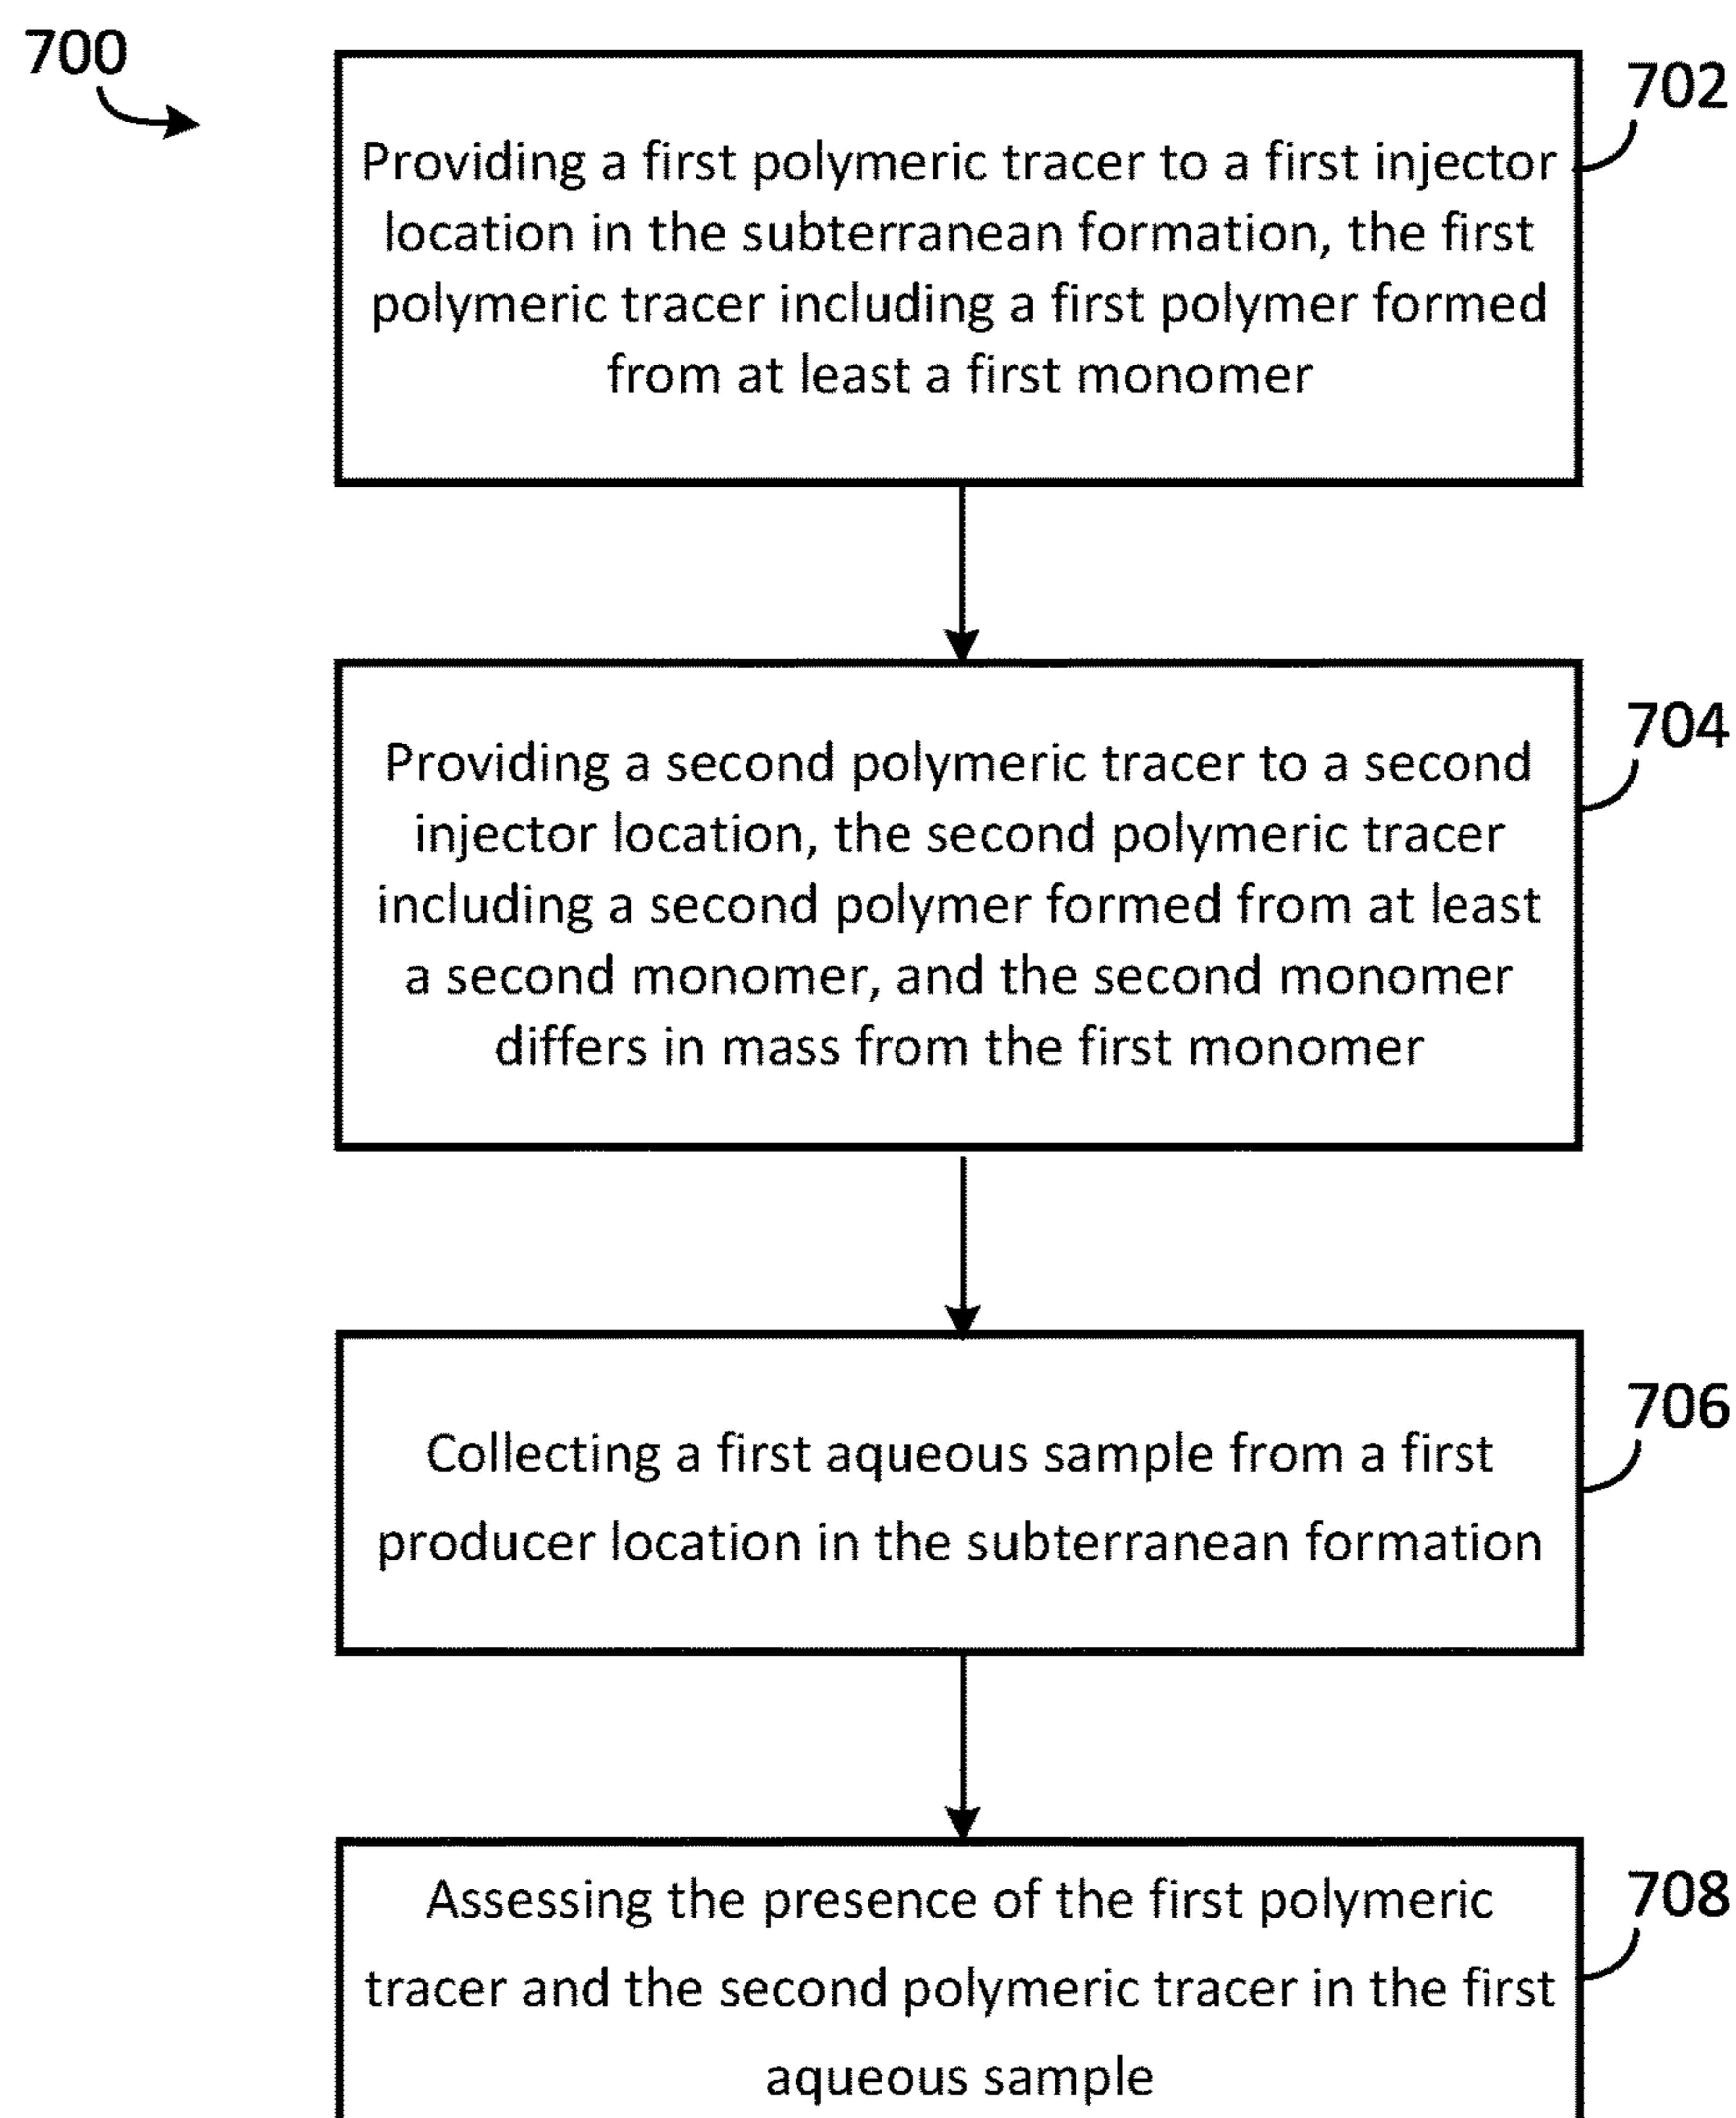 700
702
Providing a first polymeric tracer to a first injector
location in the subterranean formation, the first
polymeric tracer including a first polymer formed
from at least a first monomer
704
Providing a second polymeric tracer to a second
injector location, the second polymeric tracer
including a second polymer formed from at least
a second monomer, and the second monomer
differs in mass from the first monomer
706
Collecting a first aqueous sample from a first
producer location in the subterranean formation
708
Assessing the presence of the first polymeric
tracer and the second polymeric tracer in the first
aqueous sample